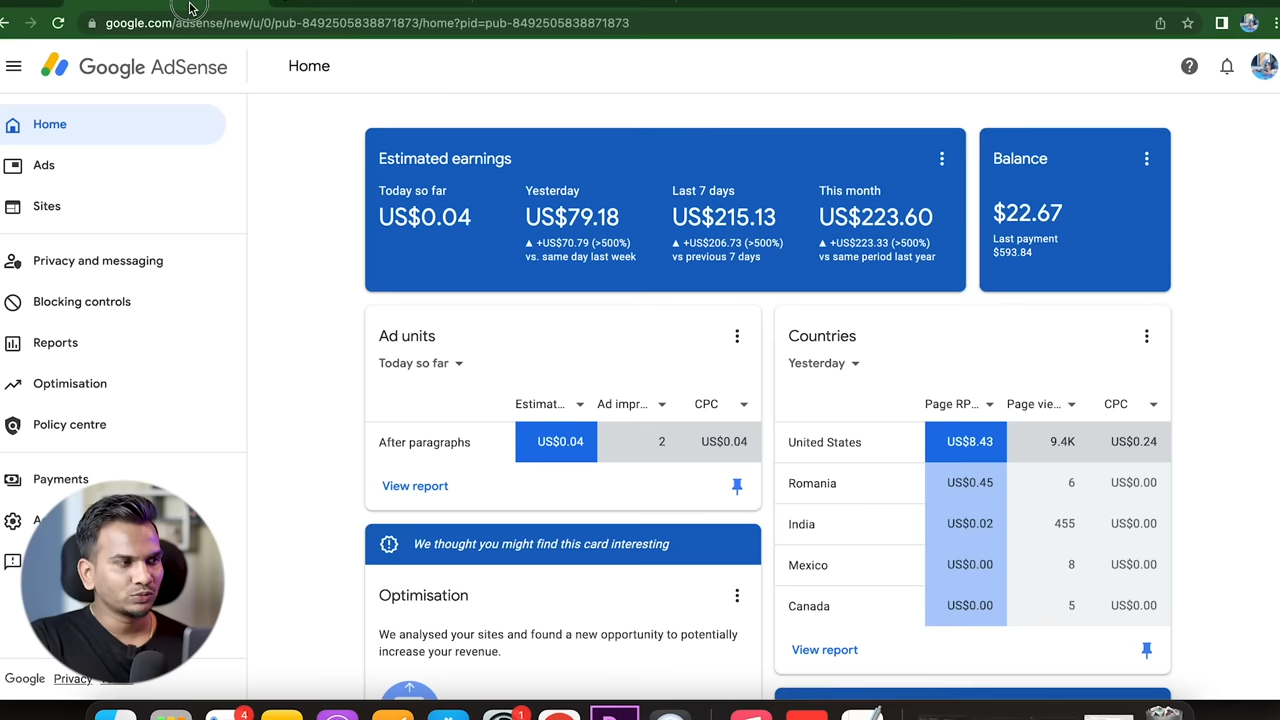 google.com/adsense/new/u/0/pub-8492505838871873/home?pid=pub-8492505838871873
Google AdSense
Home
Home
Ads
Sites
Privacy and messaging
Blocking controls
Reports
Optimisation
Policy centre
Payments
A
Google Privacy
Estimated earnings
Today so far
US$0.04
Yesterday
US$79.18
+US$70.79 (>500%)
vs. same day last week
Last 7 days
US$215.13
+US$206.73 (>500%)
vs previous 7 days
This month
US$223.60
+US$223.33 (>500%)
vs same period last year
Balance
$22.67
Last payment
$593.84
Ad units
Today so far
Estimat... Ad impr... CPC
After paragraphs US$0.04 2 US$0.04
View report
We thought you might find this card interesting
Optimisation
We analysed your sites and found a new opportunity to potentially
increase your revenue.
Countries
Yesterday
Page RP... Page vie... CPC
United States US$8.43 9.4K US$0.24
Romania US$0.45 6 US$0.00
India US$0.02 455 US$0.00
Mexico US$0.00 8 US$0.00
Canada US$0.00 5 US$0.00
View report
4
1